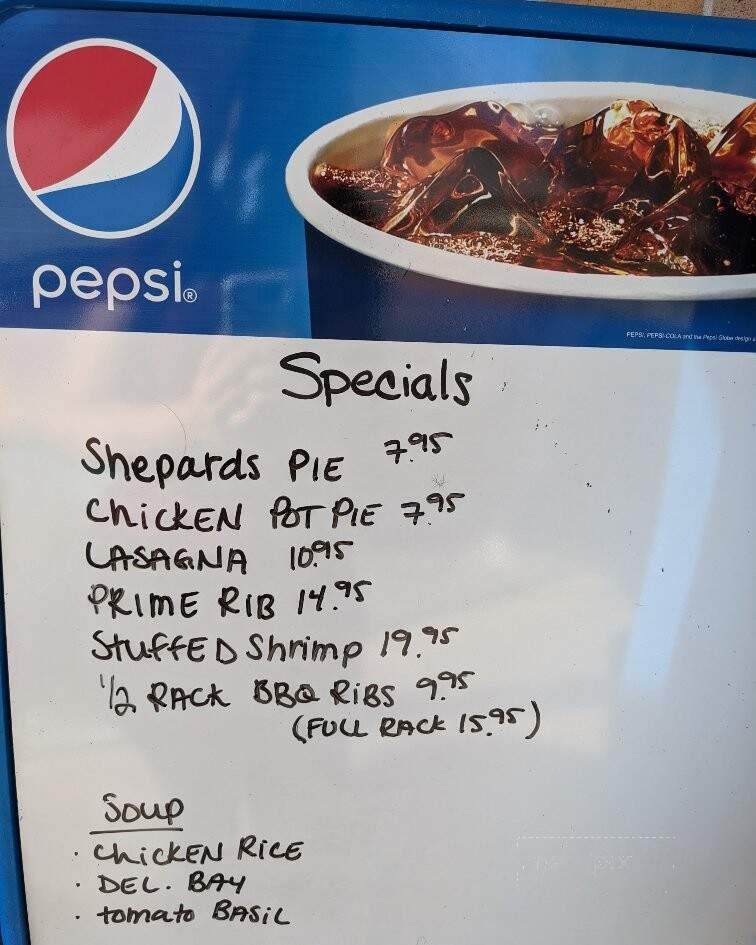 pepsi®
PEPSI, PEPSI-COLA and the Pepsi Globe design
Specials
Shepards PIE 7.95
ChickEN POT PIE 7.95
LASAGNA 10.95
PRIME RIB 14.95
StuffED Shrimp 19.95
1/2 RACK BBQ RiBS 9.95
(FULL RACK 15.95)
Soup
· ChickEN RICE
· DEL. BAY
· tomato BASiL